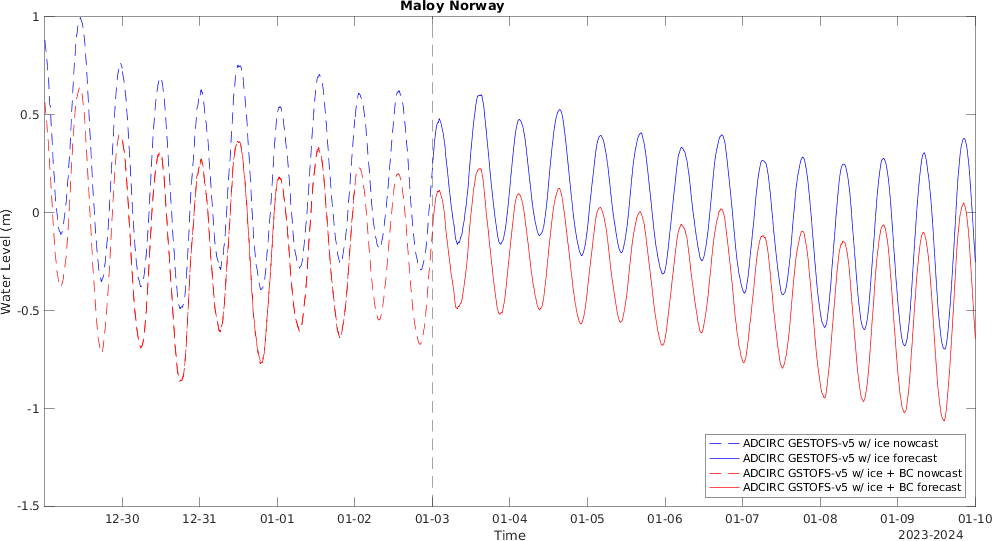 Maloy Norway
1
0.5
0
-0.5
-1
-1.5
Water Level (m)
ADCIRC GESTOFS-v5 w/ ice nowcast
ADCIRC GESTOFS-v5 w/ ice forecast
ADCIRC GSTOFS-v5 w/ ice + BC nowcast
ADCIRC GSTOFS-v5 w/ ice + BC forecast
12-30 12-31 01-01 01-02 01-03 01-04 01-05 01-06 01-07 01-08 01-09 01-10
Time
2023-2024